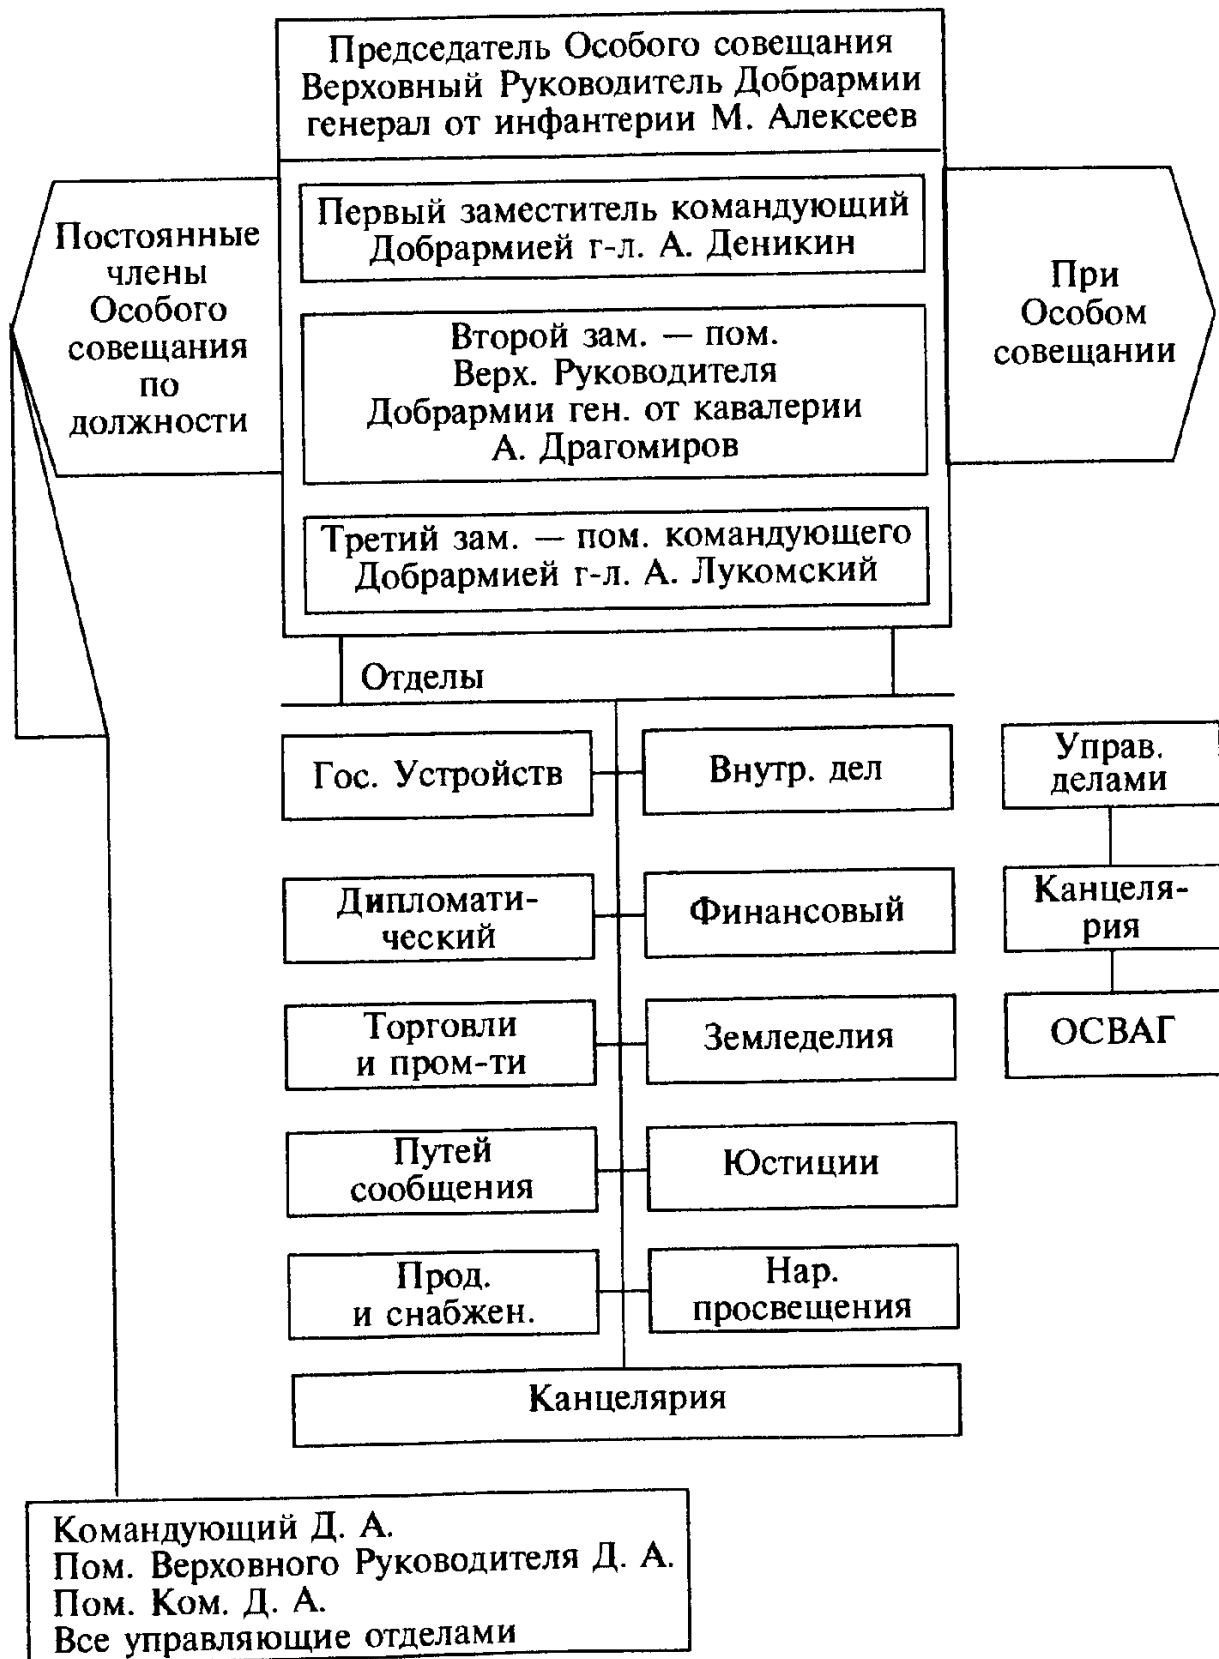 Председатель Особого совещания
Верховный Руководитель Добрармии
генерал от инфантерии М. Алексеев
Постоянные
члены
Особого
совещания
по
должности
Первый заместитель командующий
Добрармией г-л. А. Деникин
Второй зам. — пом.
Верх. Руководителя
Добрармии ген. от кавалерии
А. Драгомиров
Третий зам. — пом. командующего
Добрармией г-л. А. Лукомский
При
Особом
совещании
Отделы
Гос. Устройств
Внутр. дел
Дипломати-
ческий
Финансовый
Торговли
и пром-ти
Земледелия
Путей
сообщения
Юстиции
Прод.
и снабжен.
Нар.
просвещения
Канцелярия
Управ.
делами
Канцеля-
рия
ОСВАГ
Командующий Д. А.
Пом. Верховного Руководителя Д. А.
Пом. Ком. Д. А.
Все управляющие отделами